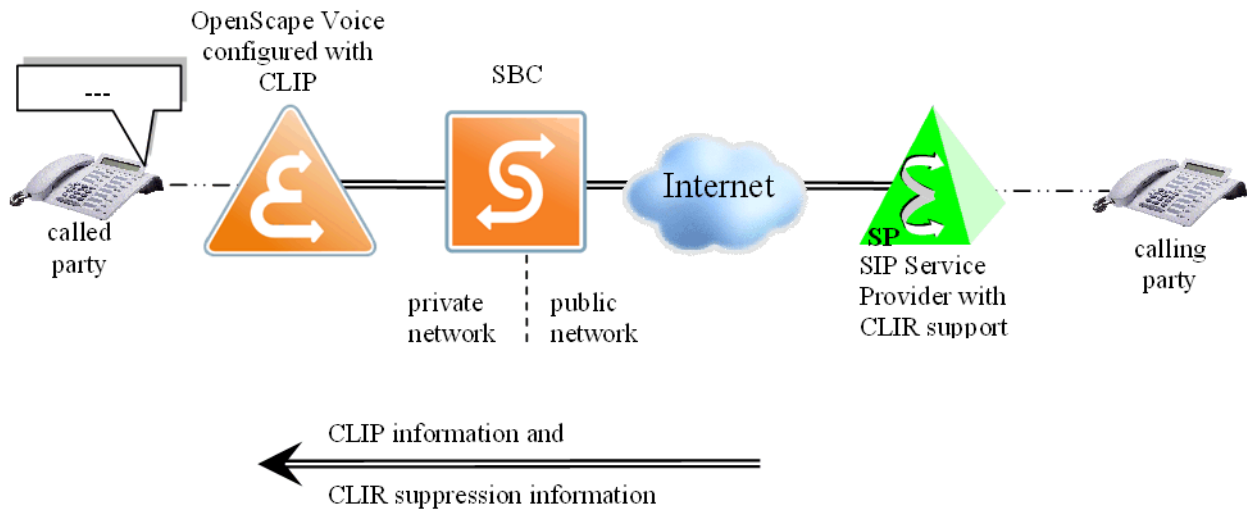 OpenScape Voice
configured with
CLIP
SBC
---
Internet
SP
called
party
SIP Service
Provider with
CLIR support
calling
party
private
network
public
network
CLIP information and
CLIR suppression information